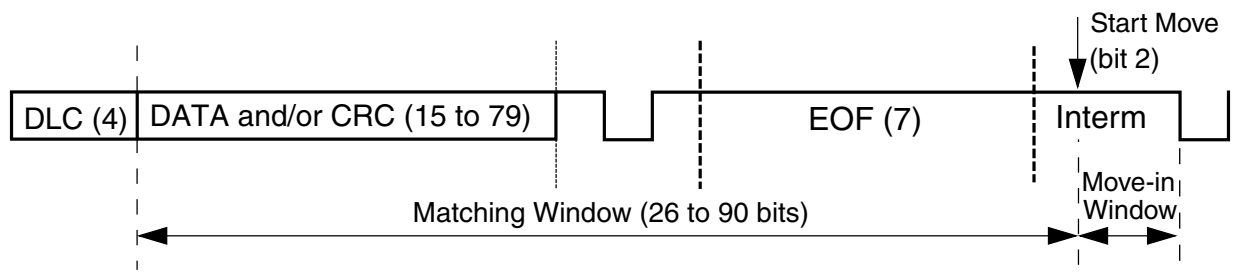 Start Move
(bit 2)
DLC (4)
DATA and/or CRC (15 to 79)
EOF (7)
Interm
Matching Window (26 to 90 bits)
Move-in
Window